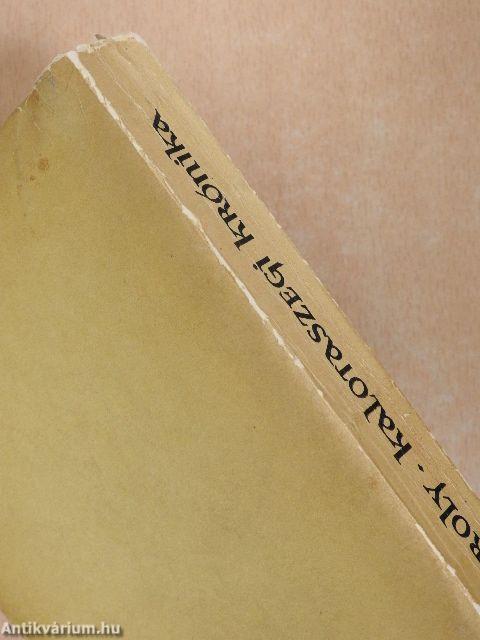 ROLY · kalotaszegi krónika
Antikvárium.hu